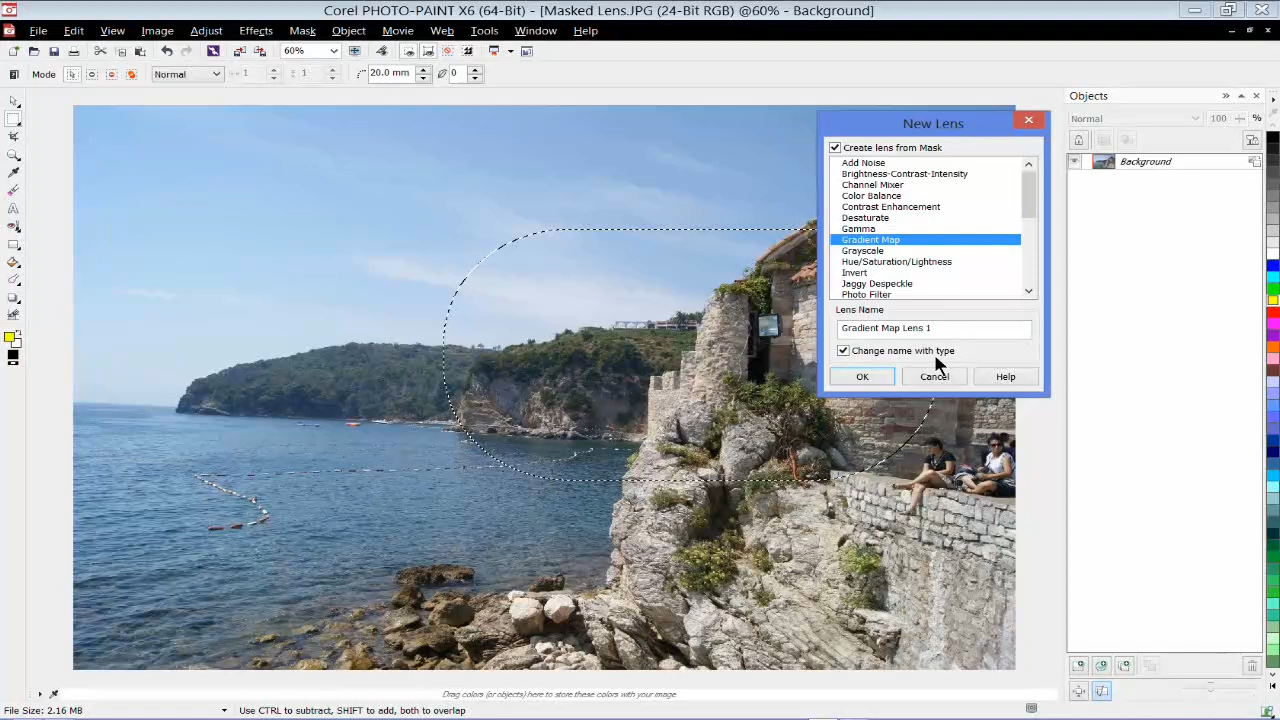 Corel PHOTO-PAINT X6 (64-Bit) - [Masked Lens.JPG (24-Bit RGB) @60% - Background]
File Edit View Image Effects Mask Object Movie Web Tools Window Help
60%
Mode Normal 1 1 20.0 mm 0
Objects
Normal 100 %
Background
New Lens
Create lens from Mask
Add Noise
Brightness-Contrast-Intensity
Channel Mixer
Color Balance
Contrast Enhancement
Desaturate
Gamma
Gradient Map
Grayscale
Hue/Saturation/Lightness
Invert
Jaggy Despeckle
Photo Filter
Lens Name
Gradient Map Lens 1
Change name with type
OK Cancel Help
Drag colors (or objects) here to store these colors with your image
File Size: 2.16 MB Use CTRL to subtract, SHIFT to add, both to overlap